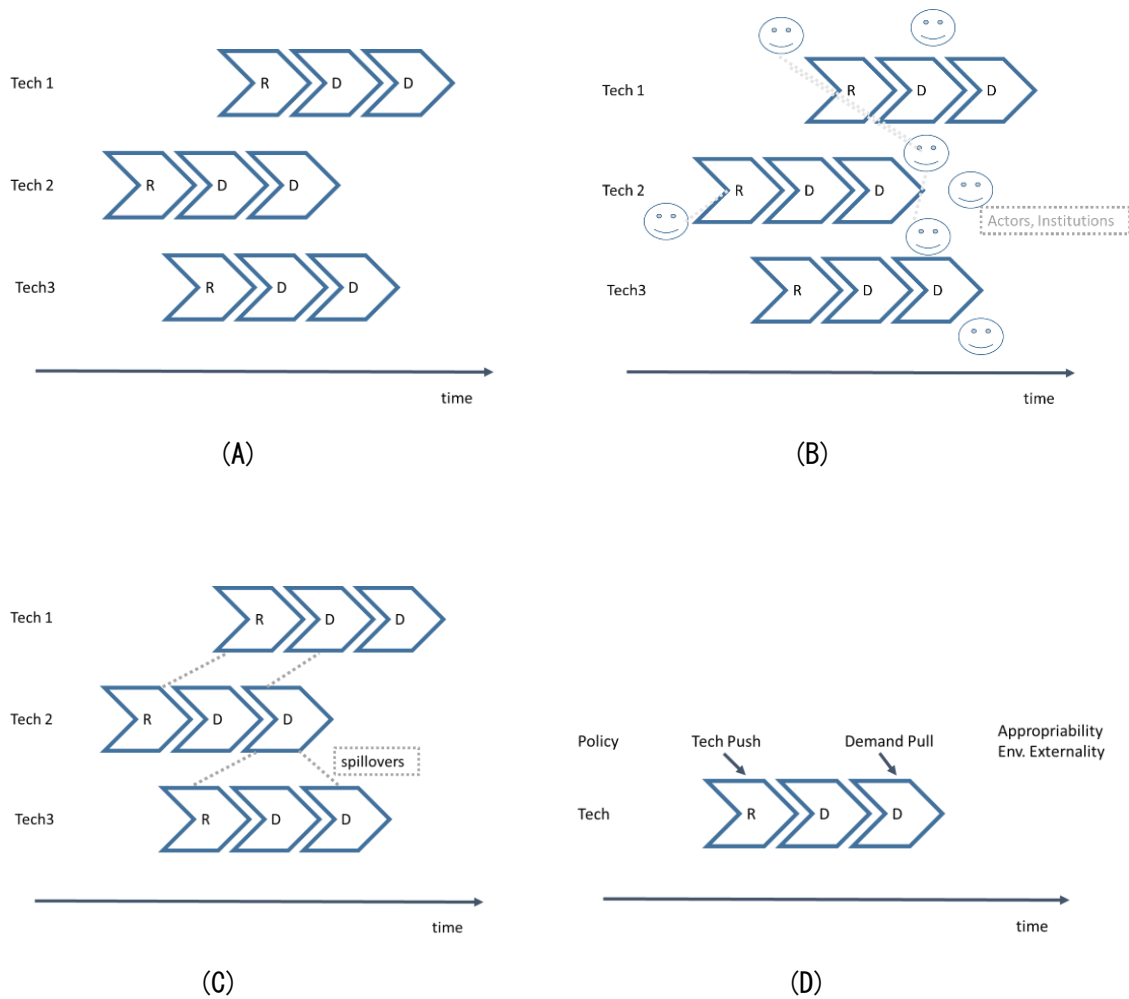 Tech 1
R D D
Tech 2
R D D
Tech3
R D D
time
(A)
Tech 1
R D D
Tech 2
R D D
Actors, Institutions
Tech3
R D D
time
(B)
Tech 1
R D D
Tech 2
R D D
spillovers
Tech3
R D D
time
(C)
Policy
Tech Push
Demand Pull
Appropriability
Env. Externality
Tech
R D D
time
(D)